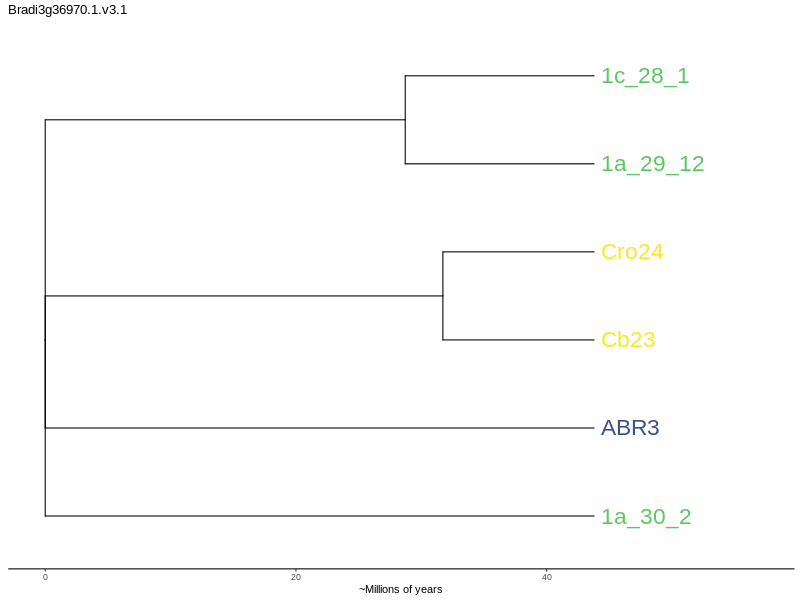 Bradi3g36970.1.v3.1
1c_28_1
1a_29_12
Cro24
Cb23
ABR3
1a_30_2
0 20 40
~Millions of years